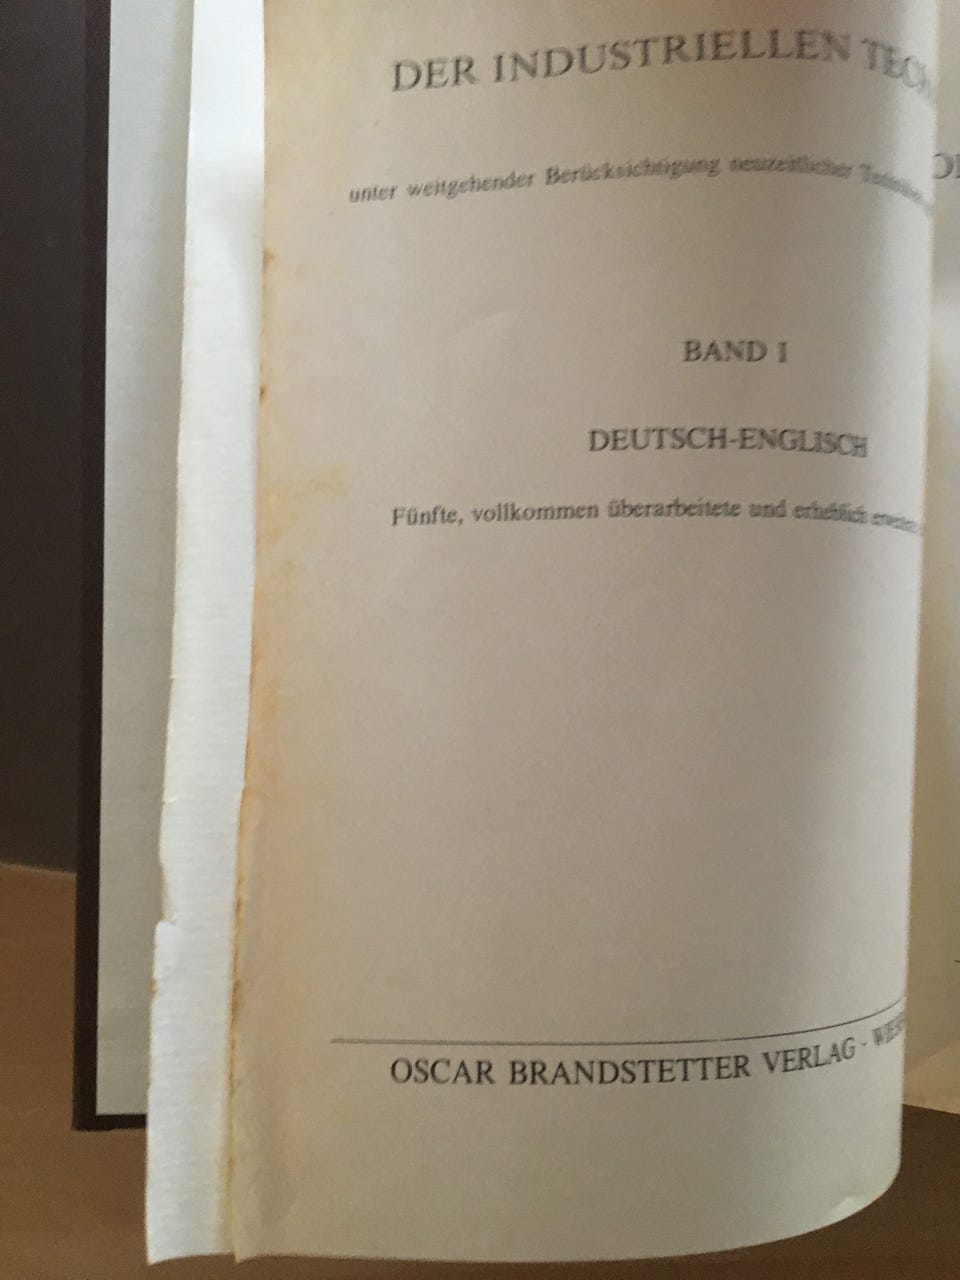 DER INDUSTRIELLEN
unter weitgehender Berücksichtigung neuzeitlicher
BAND I
DEUTSCH-ENGLISCH
Fünfte, vollkommen überarbeitete und erheblich
OSCAR BRANDSTETTER VERLAG ·